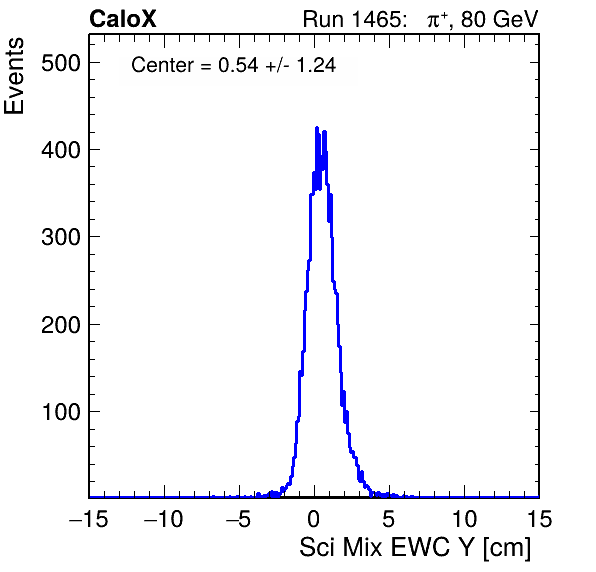 CaloX Run 1465: π⁺, 80 GeV
Center = 0.54 +/- 1.24
Events
500
400
300
200
100
−15 −10 −5 0 5 10 15
Sci Mix EWC Y [cm]